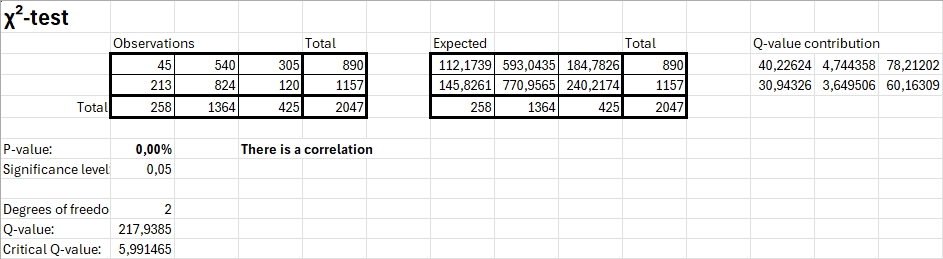 χ²-test
Observations Total Expected Total Q-value contribution
45 540 305 890 112,1739 593,0435 184,7826 890 40,22624 4,744358 78,21202
213 824 120 1157 145,8261 770,9565 240,2174 1157 30,94326 3,649506 60,16309
Total 258 1364 425 2047 258 1364 425 2047
P-value: 0,00% There is a correlation
Significance level 0,05
Degrees of freedo 2
Q-value: 217,9385
Critical Q-value: 5,991465